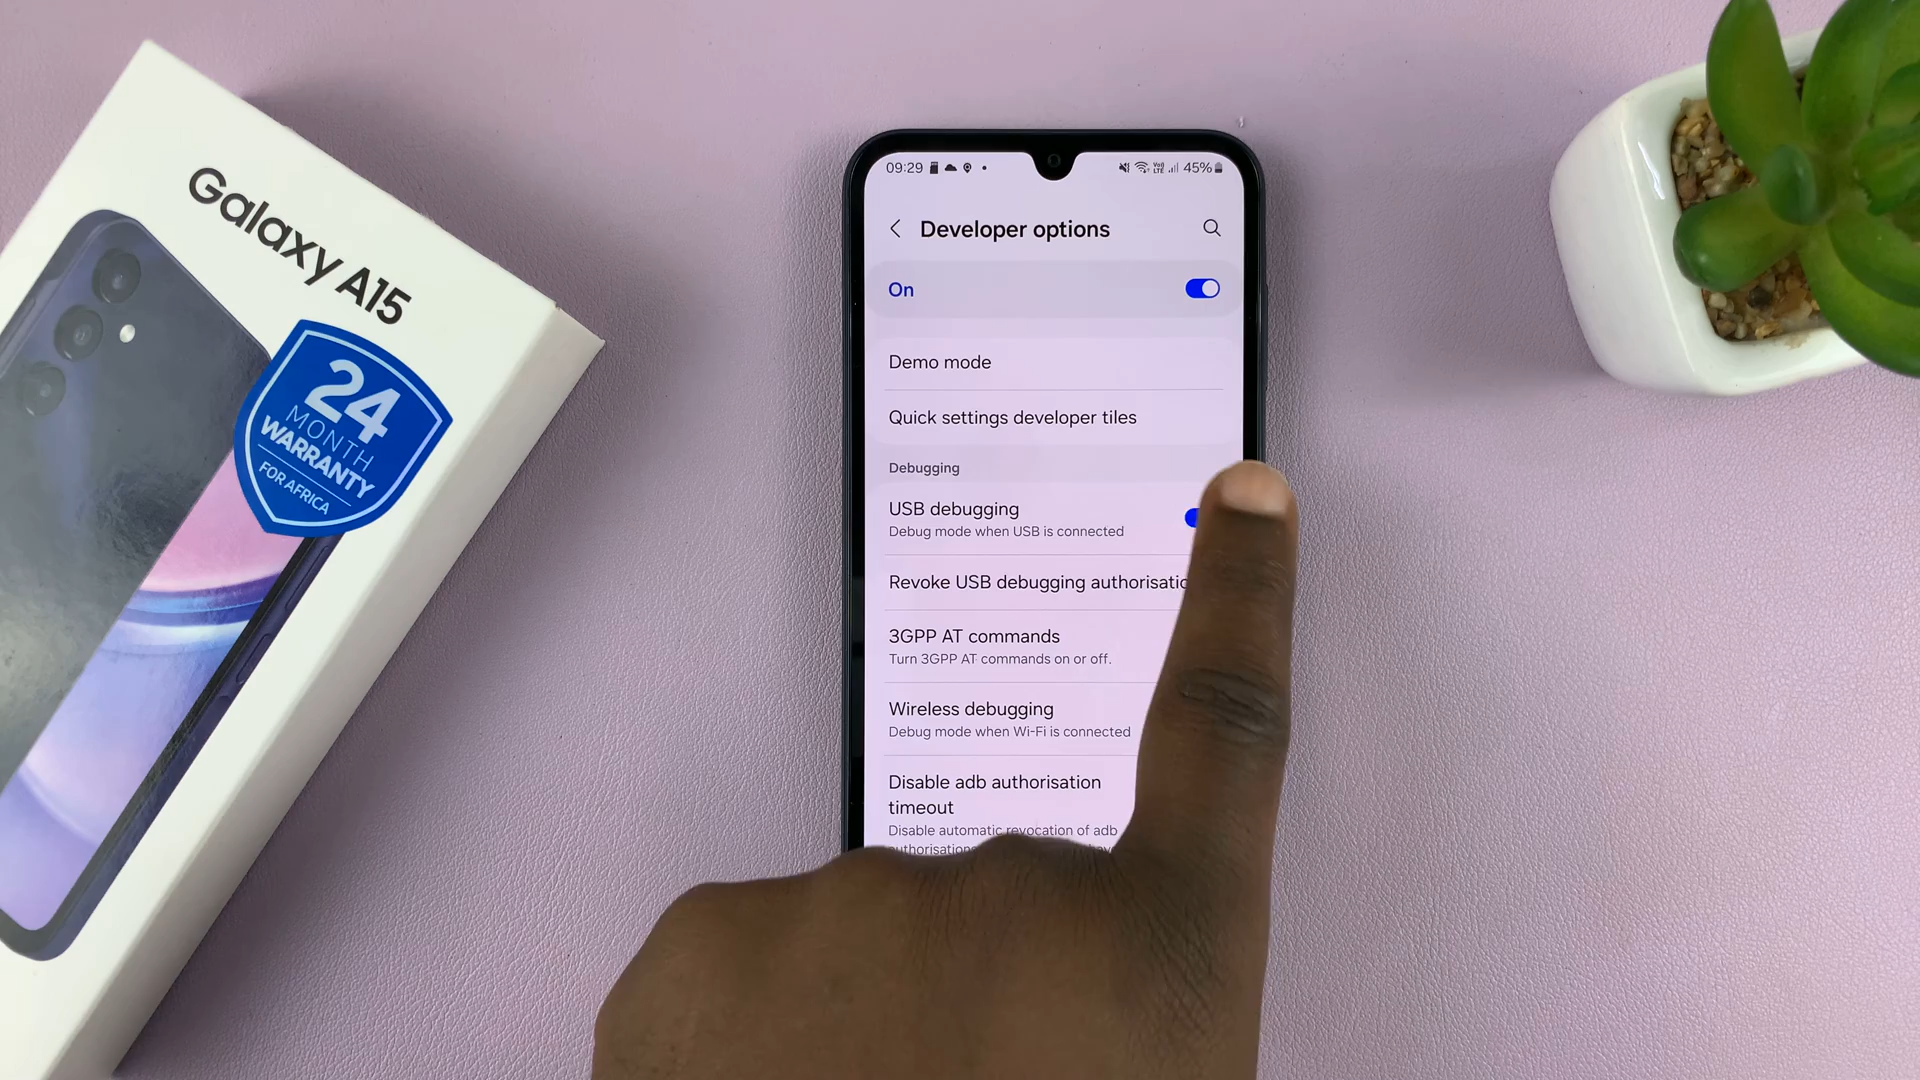 Galaxy A15
24
MONTH
WARRANTY
FOR AFRICA
09:29
45%
Developer options
On
Demo mode
Quick settings developer tiles
Debugging
USB debugging
Debug mode when USB is connected
Revoke USB debugging
3GPP AT commands
Turn 3GPP AT commands on or off.
Wireless debugging
Debug mode when Wi-Fi is connected
Disable adb authorisation
timeout
Disable automatic revocation of adb
authorisations